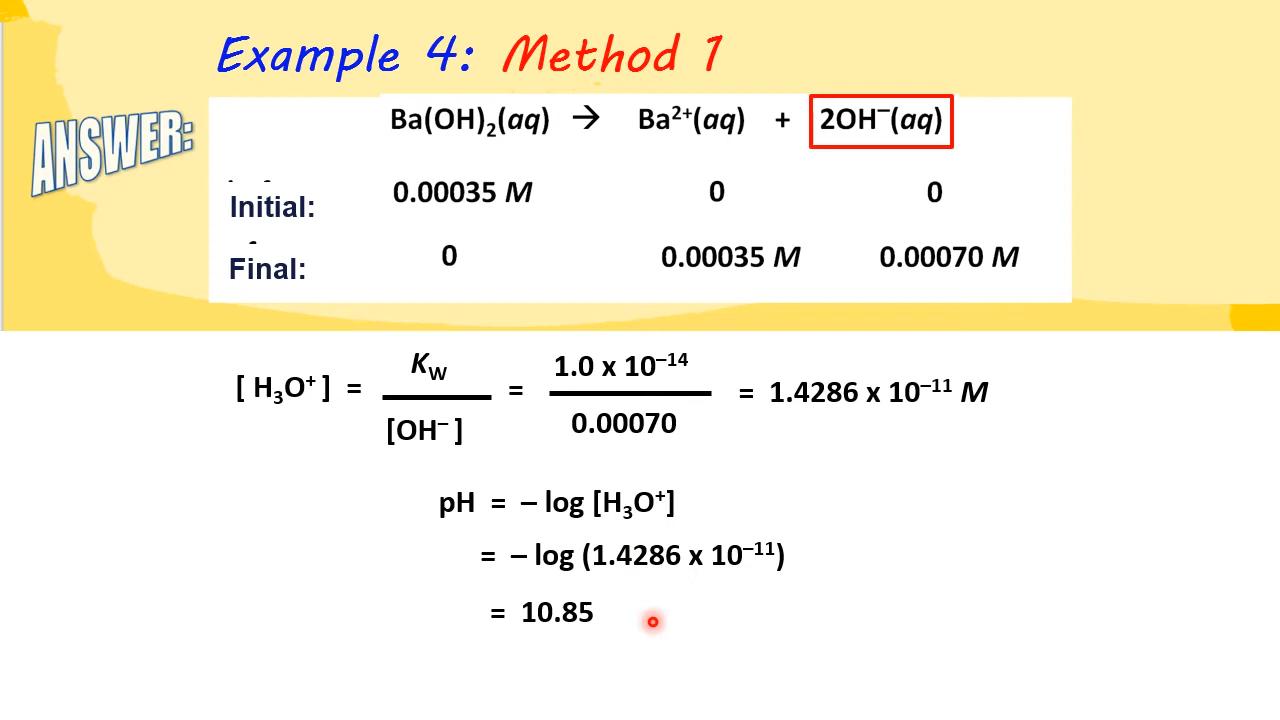 Example 4: Method 1
ANSWER:
Ba(OH)₂(aq) → Ba²⁺(aq) + 2OH⁻(aq)
Initial: 0.00035 M 0 0
Final: 0 0.00035 M 0.00070 M
[ H₃O⁺ ] = K_W / [OH⁻ ] = 1.0 x 10⁻¹⁴ / 0.00070 = 1.4286 x 10⁻¹¹ M
pH = – log [H₃O⁺]
= – log (1.4286 x 10⁻¹¹)
= 10.85